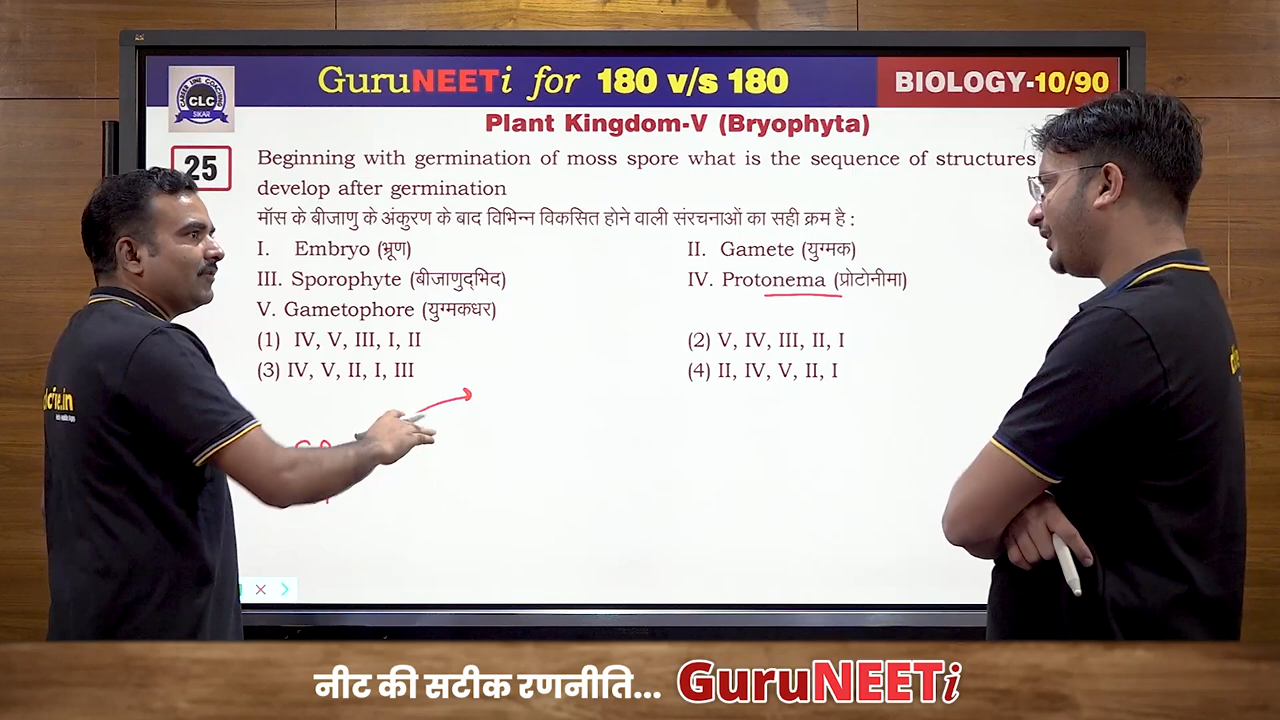 GuruNEETi for 180 v/s 180
BIOLOGY-10/90
CAREER LINE COACHING
CLC
SIKAR
Plant Kingdom-V (Bryophyta)
25
Beginning with germination of moss spore what is the sequence of structures
develop after germination
मॉस के बीजाणु के अंकुरण के बाद विभिन्न विकसित होने वाली संरचनाओं का सही क्रम है :
I. Embryo (भ्रूण)
II. Gamete (युग्मक)
III. Sporophyte (बीजाणुद्भिद)
IV. Protonema (प्रोटोनीमा)
V. Gametophore (युग्मकधर)
(1) IV, V, III, I, II
(2) V, IV, III, II, I
(3) IV, V, II, I, III
(4) II, IV, V, II, I
नीट की सटीक रणनीति... GuruNEETi